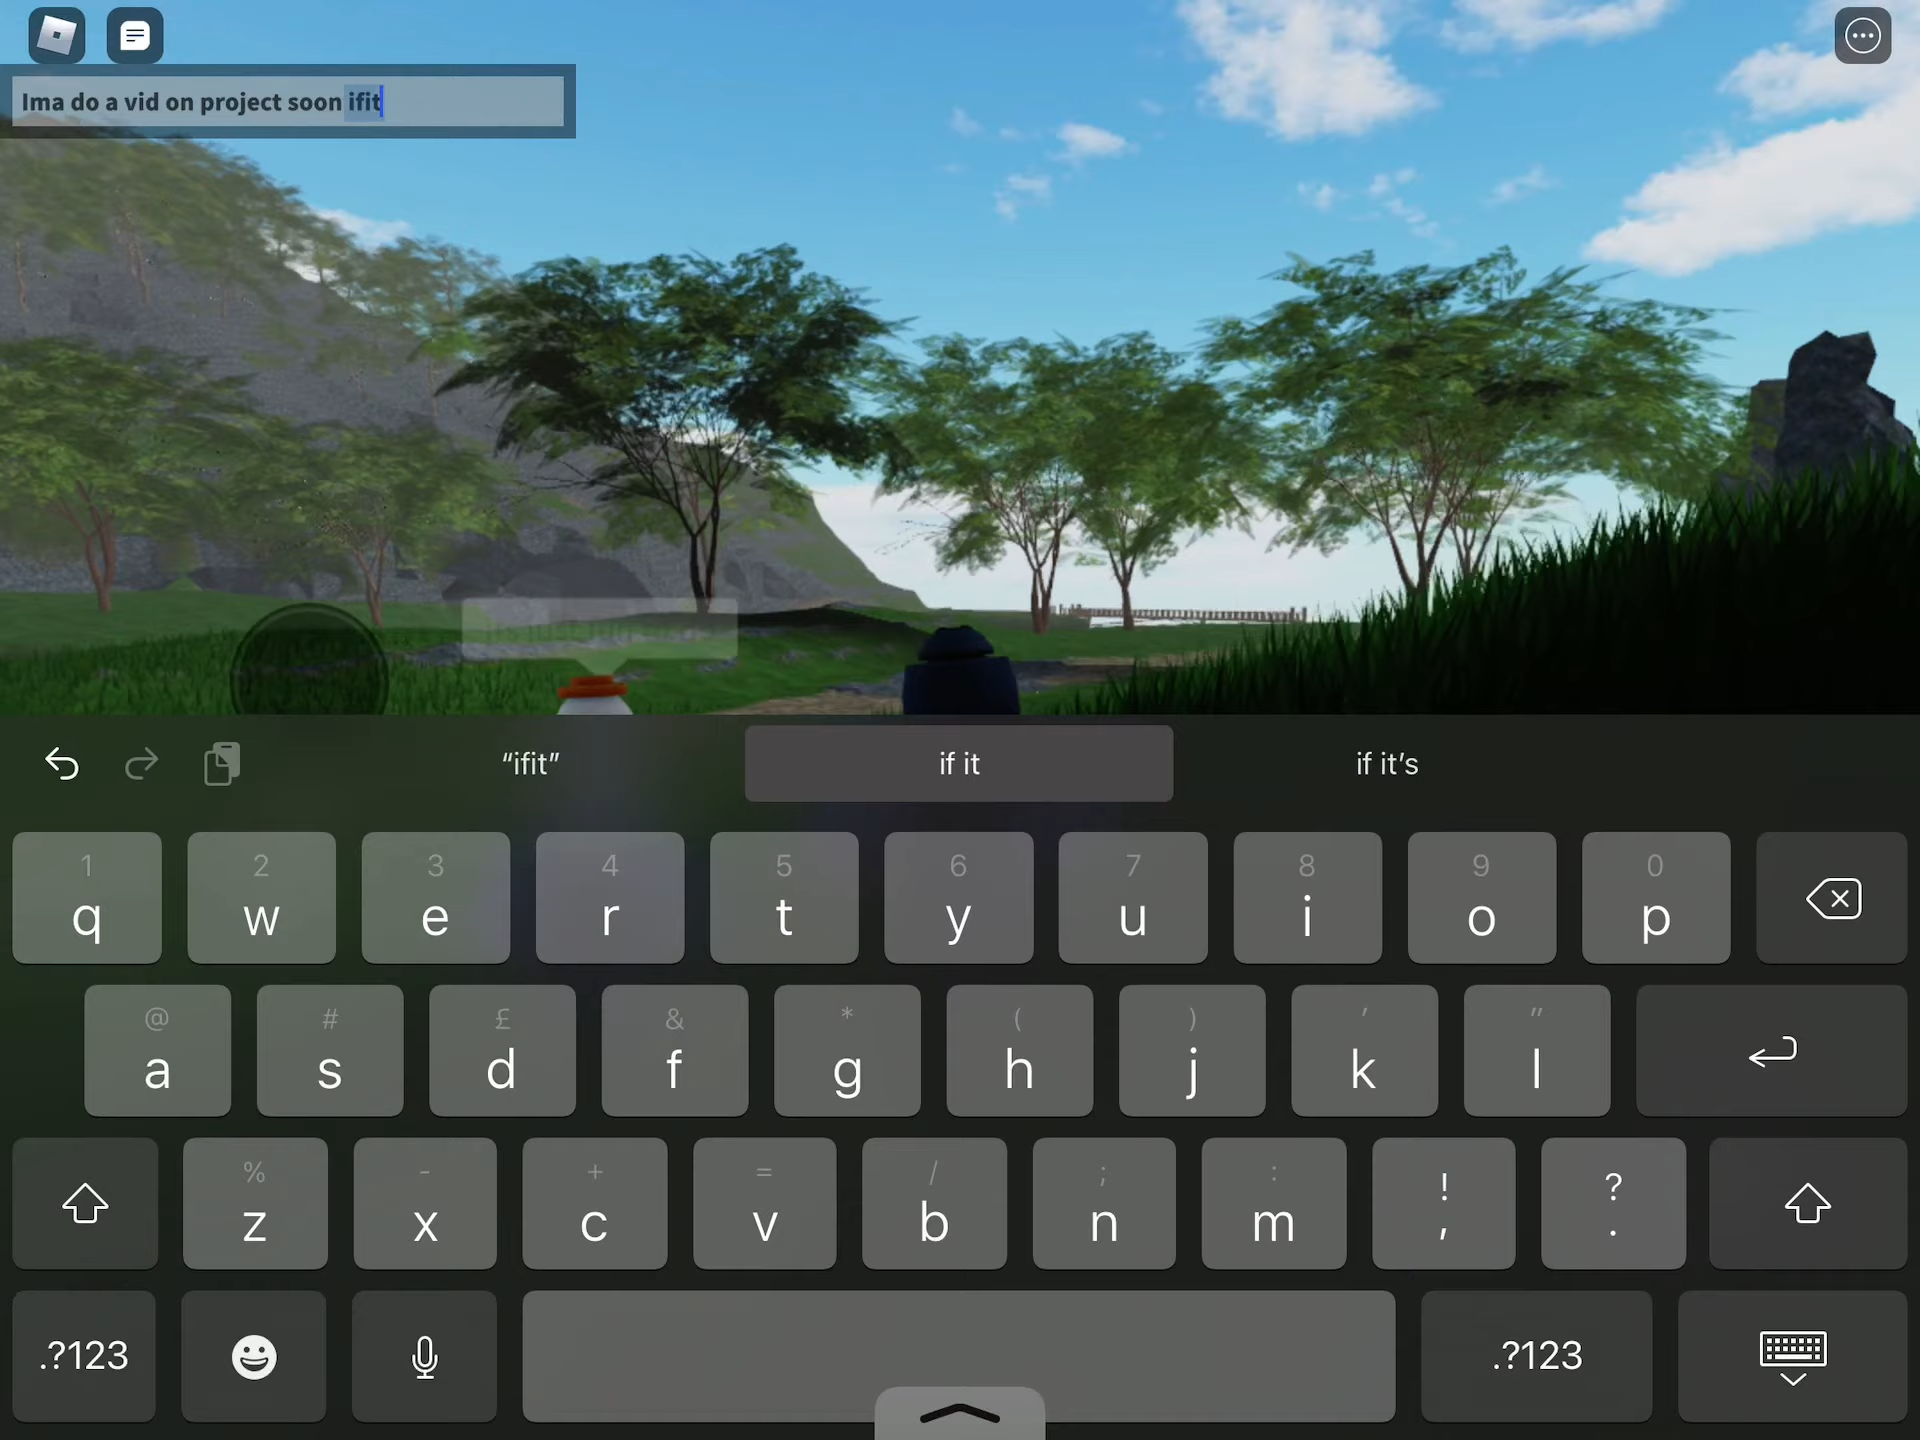 Ima do a vid on project soon ifit
“ifit”
if it
if it’s
1 2 3 4 5 6 7 8 9 0
q w e r t y u i o p
@ # £ & * ( ) ' "
a s d f g h j k l
% - + = / ; : ! ?
z x c v b n m , .
.?123 .?123